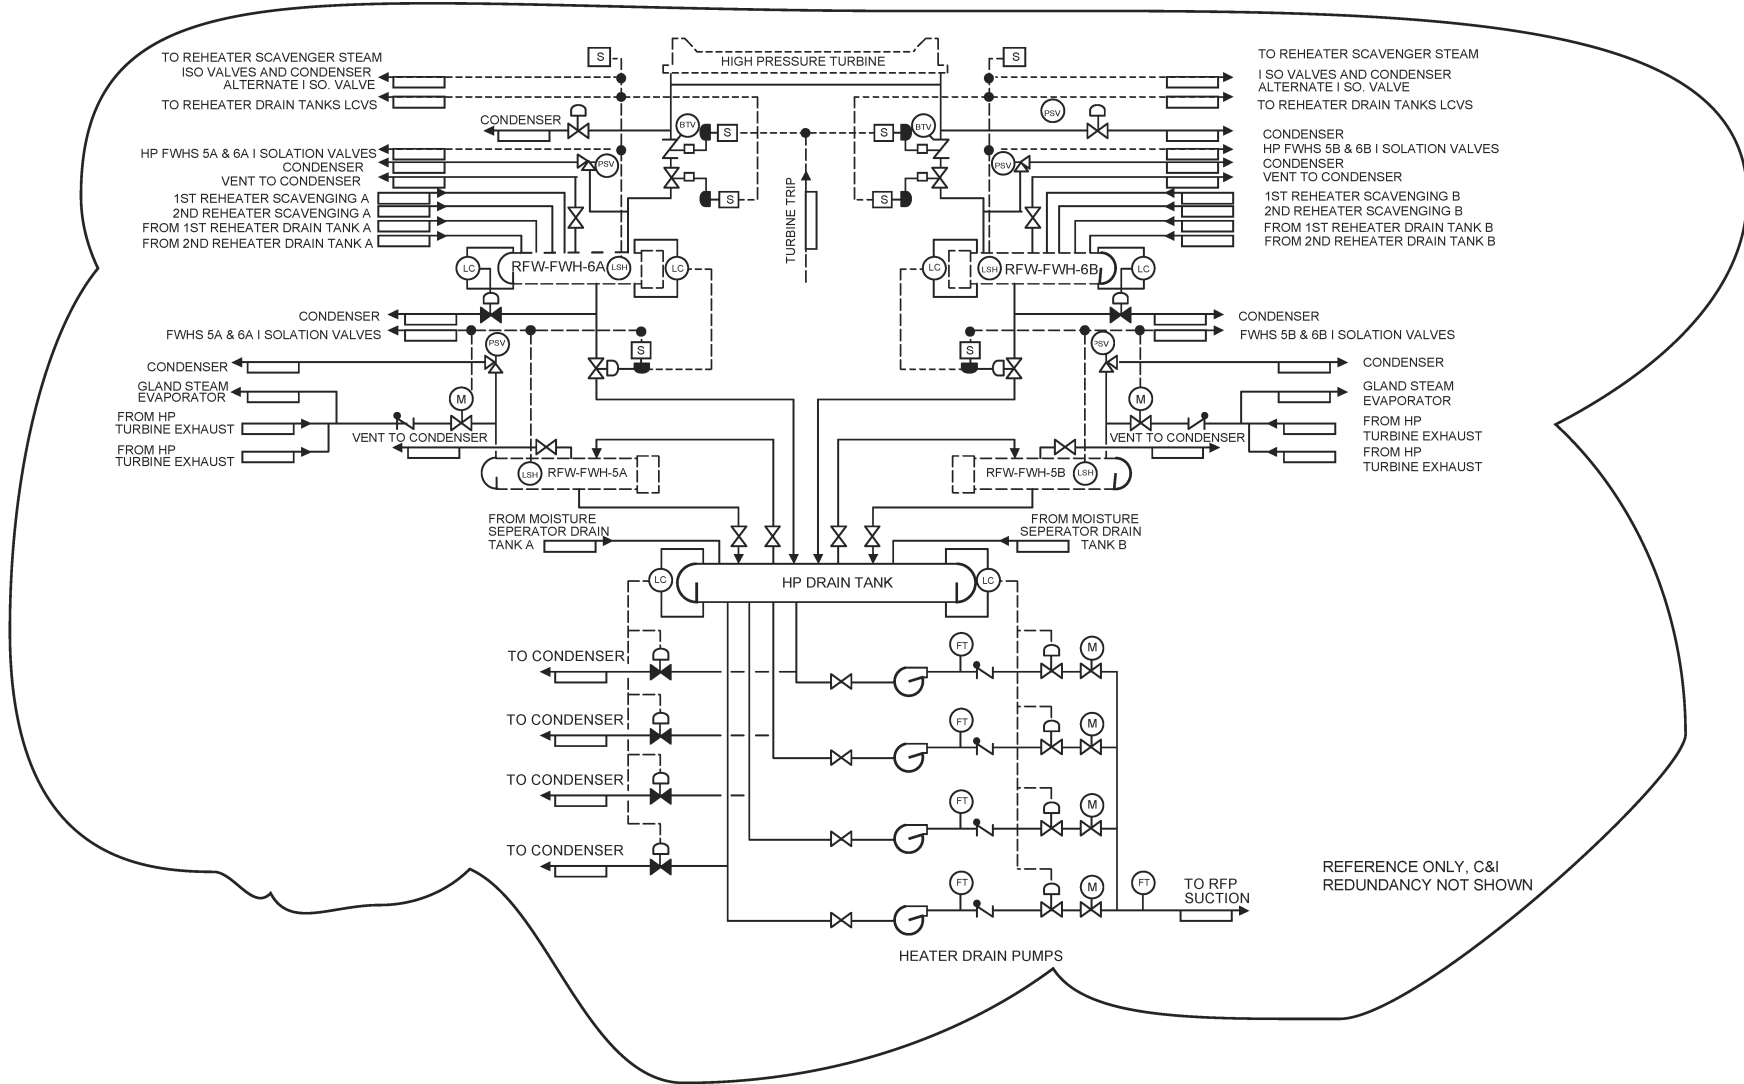 TO REHEATER SCAVENGER STEAM
ISO VALVES AND CONDENSER
ALTERNATE I SO. VALVE
TO REHEATER DRAIN TANKS LCVS
CONDENSER
HP FWHS 5A & 6A I SOLATION VALVES
CONDENSER
VENT TO CONDENSER
1ST REHEATER SCAVENGING A
2ND REHEATER SCAVENGING A
FROM 1ST REHEATER DRAIN TANK A
FROM 2ND REHEATER DRAIN TANK A
S
HIGH PRESSURE TURBINE
S
BTV
S
S
BTV
PSV
S
TURBINE TRIP
S
PSV
PSV
TO REHEATER SCAVENGER STEAM
I SO VALVES AND CONDENSER
ALTERNATE I SO. VALVE
TO REHEATER DRAIN TANKS LCVS
CONDENSER
HP FWHS 5B & 6B I SOLATION VALVES
CONDENSER
VENT TO CONDENSER
1ST REHEATER SCAVENGING B
2ND REHEATER SCAVENGING B
FROM 1ST REHEATER DRAIN TANK B
FROM 2ND REHEATER DRAIN TANK B
LC
RFW-FWH-6A
LSH
LC
LC
LSH
RFW-FWH-6B
LC
CONDENSER
FWHS 5A & 6A I SOLATION VALVES
PSV
S
S
PSV
CONDENSER
FWHS 5B & 6B I SOLATION VALVES
CONDENSER
GLAND STEAM
EVAPORATOR
FROM HP
TURBINE EXHAUST
FROM HP
TURBINE EXHAUST
M
VENT TO CONDENSER
LSH
RFW-FWH-5A
M
VENT TO CONDENSER
RFW-FWH-5B
LSH
CONDENSER
GLAND STEAM
EVAPORATOR
FROM HP
TURBINE EXHAUST
FROM HP
TURBINE EXHAUST
FROM MOISTURE
SEPERATOR DRAIN
TANK A
FROM MOISTURE
SEPERATOR DRAIN
TANK B
LC
HP DRAIN TANK
LC
TO CONDENSER
FT
M
TO CONDENSER
FT
M
TO CONDENSER
FT
M
TO CONDENSER
FT
M
FT
TO RFP
SUCTION
HEATER DRAIN PUMPS
REFERENCE ONLY, C&I
REDUNDANCY NOT SHOWN